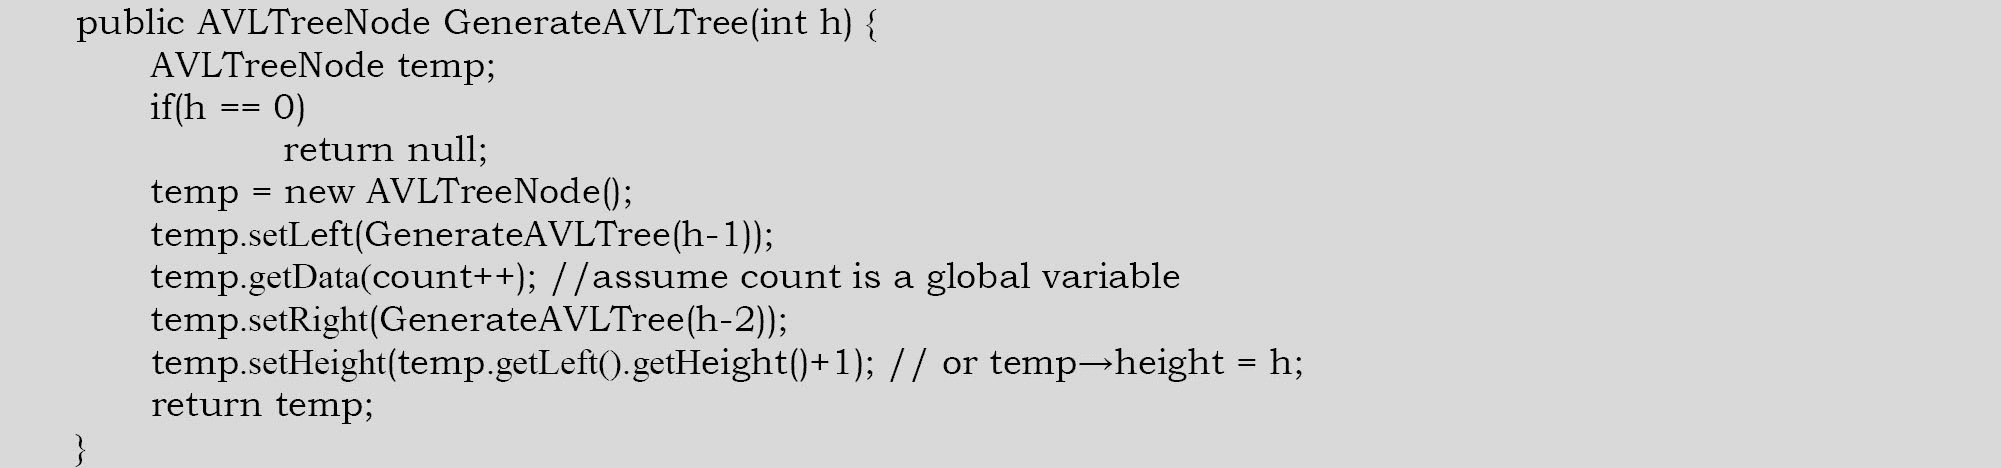 public AVLTreeNode GenerateAVLTree(int h) {
AVLTreeNode temp;
if(h == 0)
return null;
temp = new AVLTreeNode();
temp.setLeft(GenerateAVLTree(h-1));
temp.getData(count++); //assume count is a global variable
temp.setRight(GenerateAVLTree(h-2));
temp.setHeight(temp.getLeft().getHeight()+1); // or temp→height = h;
return temp;
}